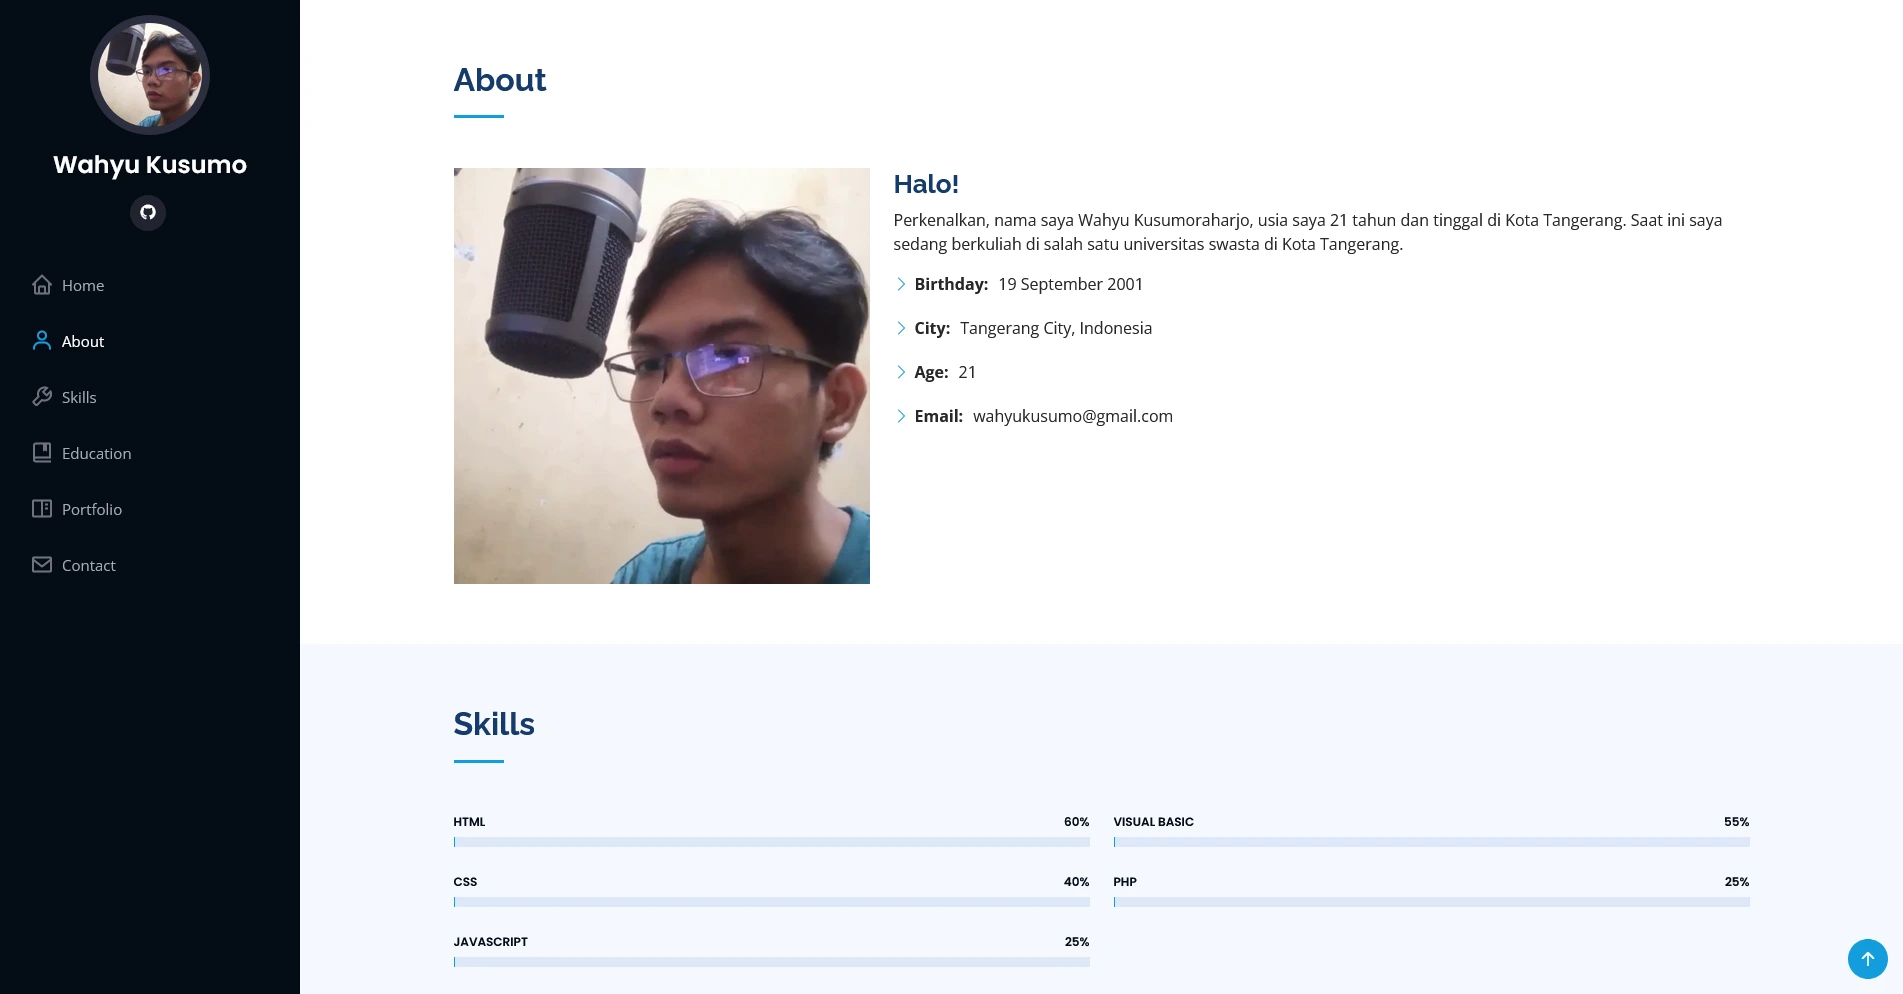 Wahyu Kusumo
Home
About
Skills
Education
Portfolio
Contact
About
Halo!
Perkenalkan, nama saya Wahyu Kusumoraharjo, usia saya 21 tahun dan tinggal di Kota Tangerang. Saat ini saya
sedang berkuliah di salah satu universitas swasta di Kota Tangerang.
Birthday: 19 September 2001
City: Tangerang City, Indonesia
Age: 21
Email: wahyukusumo@gmail.com
Skills
HTML 60%
CSS 40%
JAVASCRIPT 25%
VISUAL BASIC 55%
PHP 25%